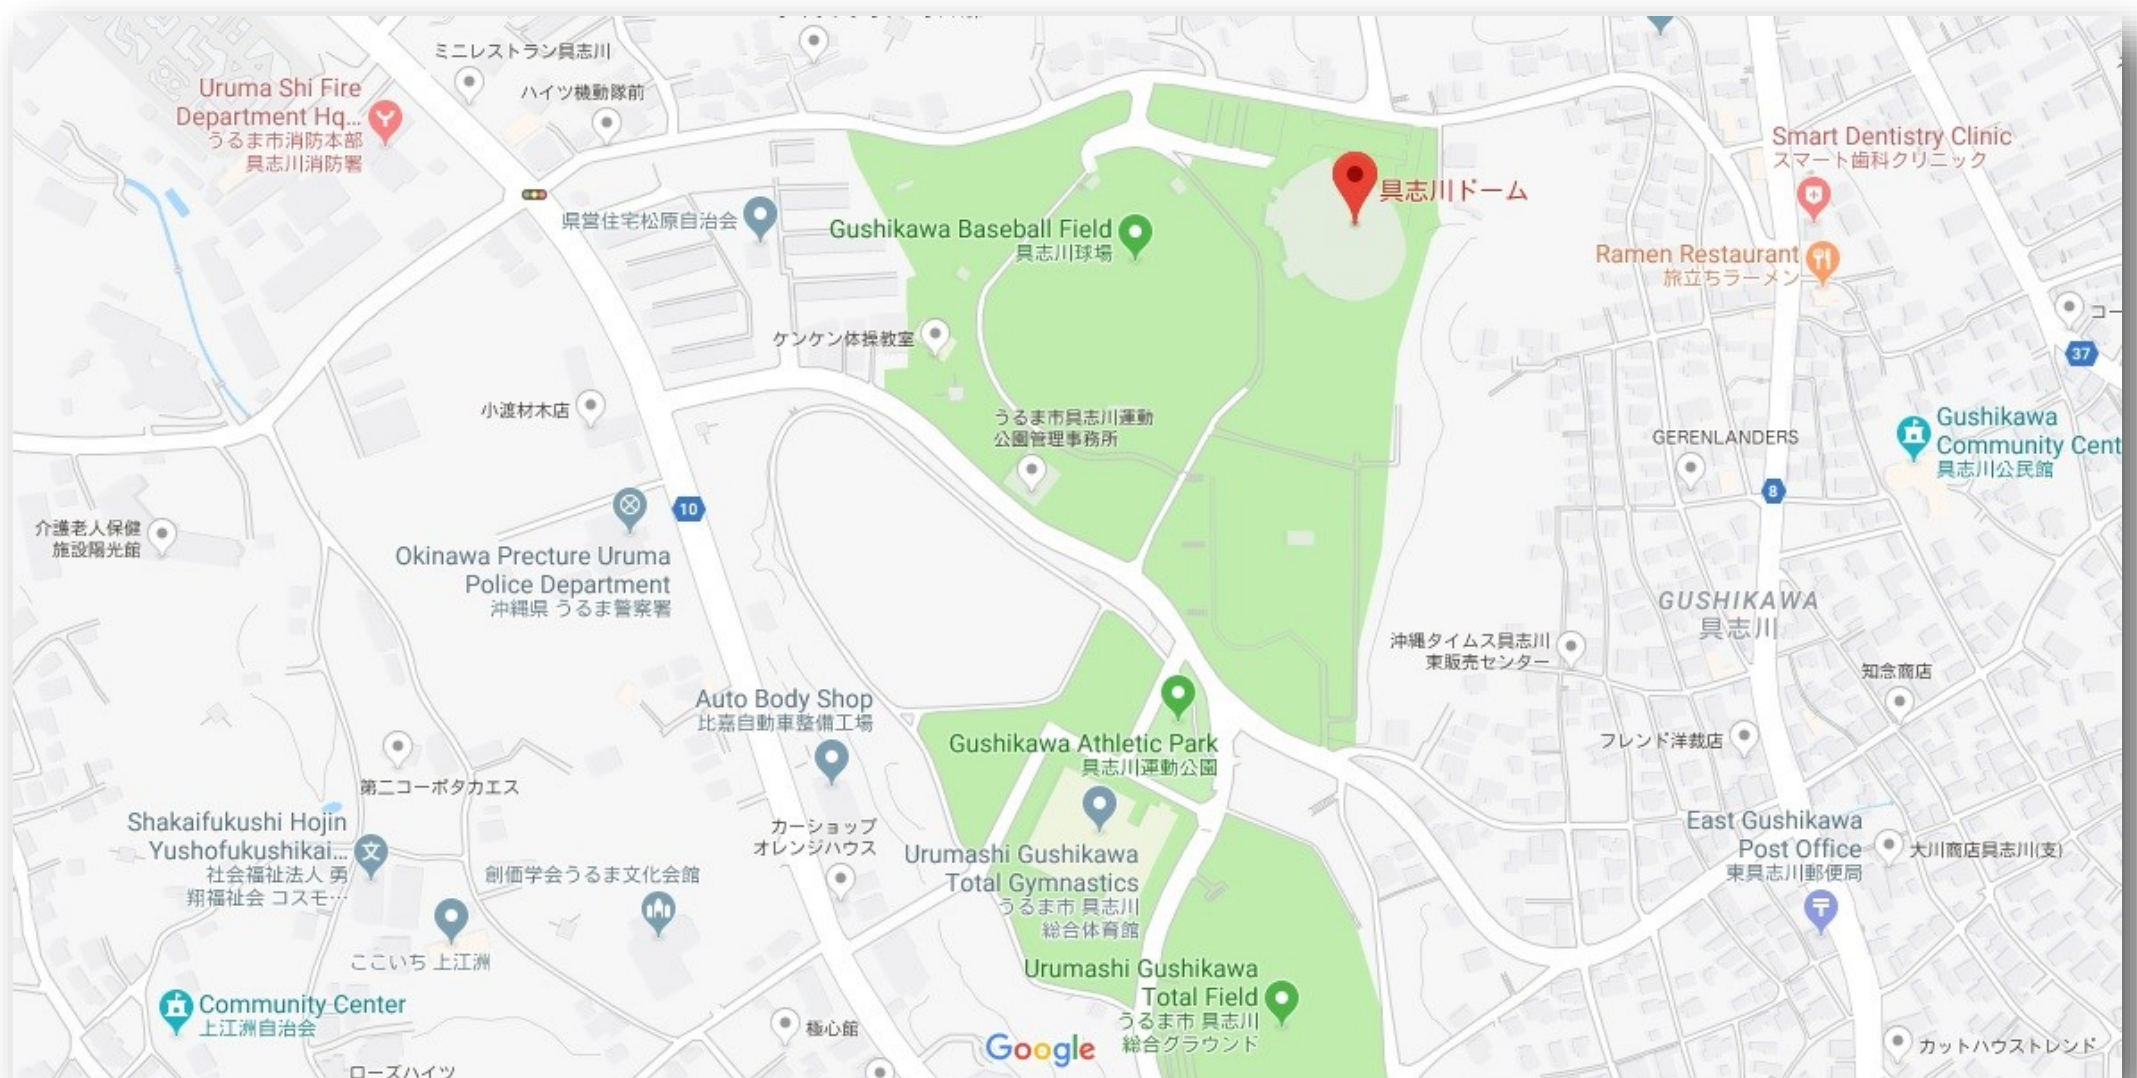 ミニレストラン具志川
Uruma Shi Fire
Department Hq...
うるま市消防本部
具志川消防署
ハイツ機動隊前
Smart Dentistry Clinic
スマート歯科クリニック
具志川ドーム
県営住宅松原自治会
Gushikawa Baseball Field
具志川球場
Ramen Restaurant
旅立ちラーメン
コー
37
ケンケン体操教室
小渡材木店
うるま市具志川運動
公園管理事務所
GERENLANDERS
Gushikawa
Community Cent
具志川公民館
8
10
介護老人保健
施設陽光館
Okinawa Precture Uruma
Police Department
沖縄県 うるま警察署
GUSHIKAWA
具志川
沖縄タイムス具志川
東販売センター
知念商店
Auto Body Shop
比嘉自動車整備工場
Gushikawa Athletic Park
具志川運動公園
フレンド洋裁店
第二コーポタカエス
Shakaifukushi Hojin
Yushofukushikai...
社会福祉法人 勇
翔福祉会 コスモ…
カーショップ
オレンジハウス
創価学会うるま文化会館
Urumashi Gushikawa
Total Gymnastics
うるま市 具志川
総合体育館
East Gushikawa
Post Office
東具志川郵便局
大川商店具志川(支)
ここいち 上江洲
Urumashi Gushikawa
Total Field
うるま市 具志川
総合グラウンド
Community Center
上江洲自治会
極心館
Google
カットハウストレンド
ローズハイツ